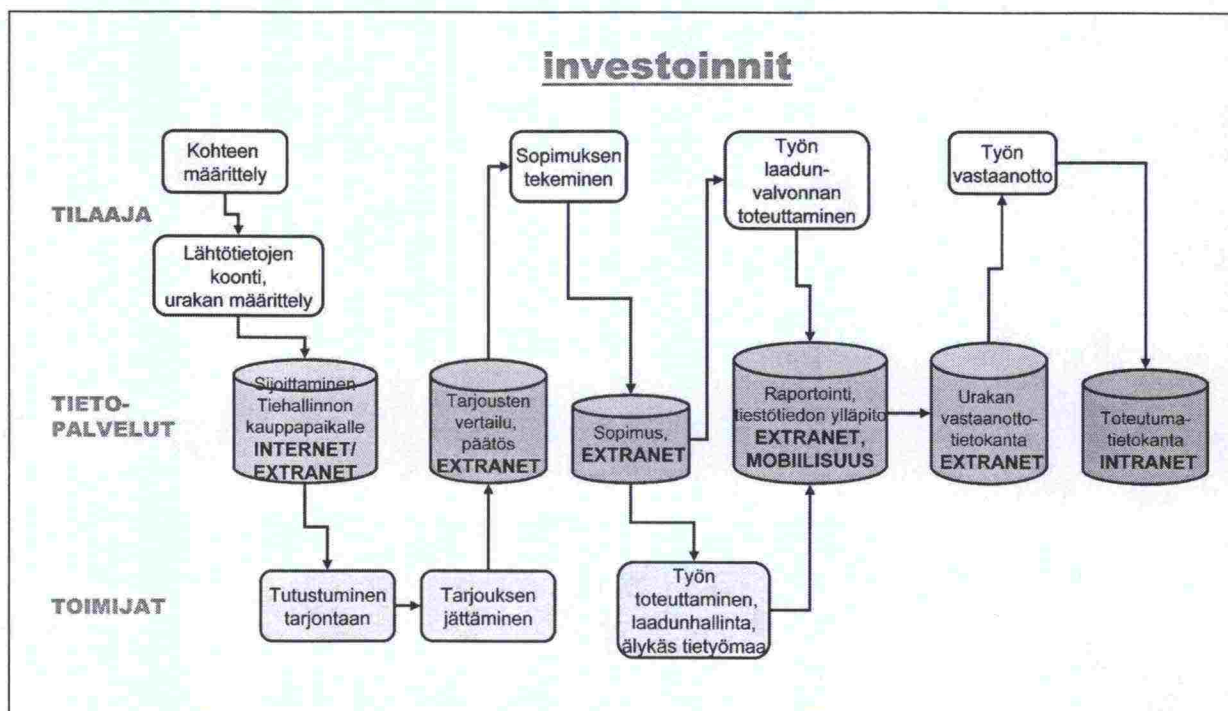 investoinnit
TILAAJA
Kohteen
määrittely
Lähtötietojen
koonti,
urakan määrittely
Sopimuksen
tekeminen
Työn
laadun-
valvonnan
toteuttaminen
Työn
vastaanotto
TIETO-
PALVELUT
Sijoittaminen
Tiehallinnon
kauppapaikalle
INTERNET/
EXTRANET
Tarjousten
vertailu,
päätös
EXTRANET
Sopimus,
EXTRANET
Raportointi,
tiestötiedon ylläpito
EXTRANET,
MOBIILISUUS
Urakan
vastaanotto-
tietokanta
EXTRANET
Toteutuma-
tietokanta
INTRANET
TOIMIJAT
Tutustuminen
tarjontaan
Tarjouksen
jättäminen
Työn
toteuttaminen,
laadunhallinta,
älykäs tietyömaa